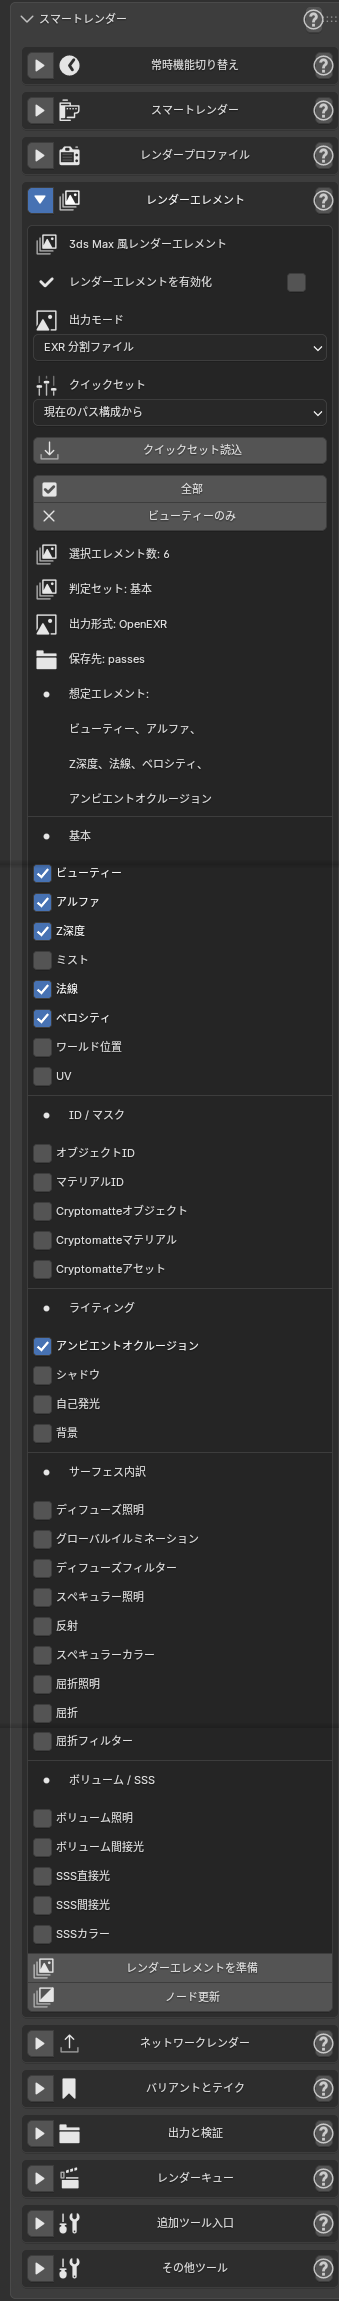 スマートレンダー
常時機能切り替え
スマートレンダー
レンダープロファイル
レンダーエレメント
3ds Max 風レンダーエレメント
レンダーエレメントを有効化
出力モード
EXR 分割ファイル
クイックセット
現在のパス構成から
クイックセット読込
全部
ビューティーのみ
選択エレメント数: 6
判定セット: 基本
出力形式: OpenEXR
保存先: passes
想定エレメント:
ビューティー、アルファ、
Z深度、法線、ベロシティ、
アンビエントオクルージョン
基本
ビューティー
アルファ
Z深度
ミスト
法線
ベロシティ
ワールド位置
UV
ID / マスク
オブジェクトID
マテリアルID
Cryptomatteオブジェクト
Cryptomatteマテリアル
Cryptomatteアセット
ライティング
アンビエントオクルージョン
シャドウ
自己発光
背景
サーフェス内訳
ディフューズ照明
グローバルイルミネーション
ディフューズフィルター
スペキュラー照明
反射
スペキュラーカラー
屈折照明
屈折
屈折フィルター
ボリューム / SSS
ボリューム照明
ボリューム間接光
SSS直接光
SSS間接光
SSSカラー
レンダーエレメントを準備
ノード更新
ネットワークレンダー
バリアントとテイク
出力と検証
レンダーキュー
追加ツール入口
その他ツール